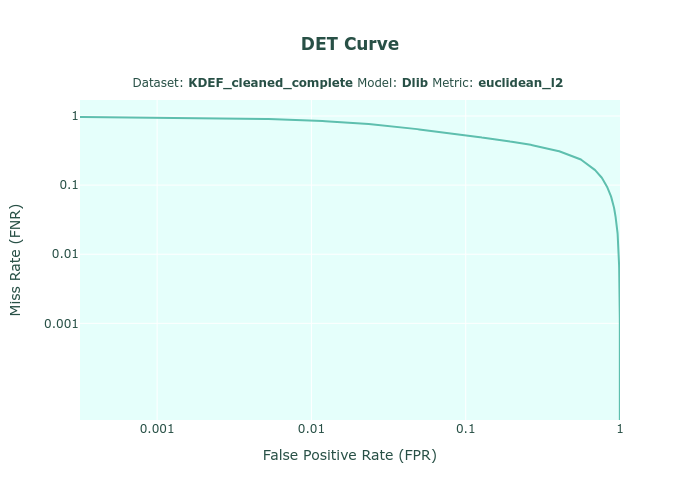 DET Curve
Dataset: KDEF_cleaned_complete Model: Dlib Metric: euclidean_l2
1
0.1
0.01
0.001
Miss Rate (FNR)
0.001 0.01 0.1 1
False Positive Rate (FPR)